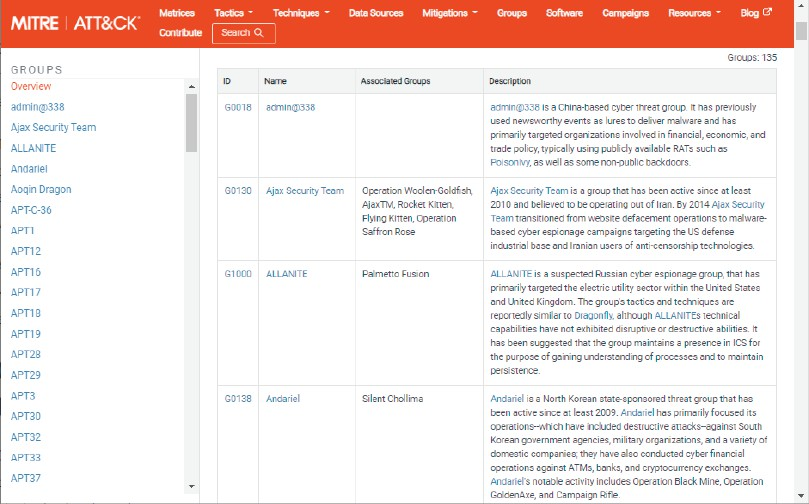 MITRE | ATT&CK®
Matrices Tactics Techniques Data Sources Mitigations Groups Software Campaigns Resources Blog
Contribute Search
Groups: 135
GROUPS
Overview
admin@338
Ajax Security Team
ALLANITE
Andariel
Aoqin Dragon
APT-C-36
APT1
APT12
APT16
APT17
APT18
APT19
APT28
APT29
APT3
APT30
APT32
APT33
APT37
ID Name Associated Groups Description
G0018 admin@338
admin@338 is a China-based cyber threat group. It has previously
used newsworthy events as lures to deliver malware and has
primarily targeted organizations involved in financial, economic, and
trade policy, typically using publicly available RATs such as
PoisonIvy, as well as some non-public backdoors.
G0130 Ajax Security Team
Operation Woolen-Goldfish,
AjaxTM, Rocket Kitten,
Flying Kitten, Operation
Saffron Rose
Ajax Security Team is a group that has been active since at least
2010 and believed to be operating out of Iran. By 2014 Ajax Security
Team transitioned from website defacement operations to malware-
based cyber espionage campaigns targeting the US defense
industrial base and Iranian users of anti-censorship technologies.
G1000 ALLANITE Palmetto Fusion
ALLANITE is a suspected Russian cyber espionage group, that has
primarily targeted the electric utility sector within the United States
and United Kingdom. The group's tactics and techniques are
reportedly similar to Dragonfly, although ALLANITEs technical
capabilities have not exhibited disruptive or destructive abilities. It
has been suggested that the group maintains a presence in ICS for
the purpose of gaining understanding of processes and to maintain
persistence.
G0138 Andariel Silent Chollima
Andariel is a North Korean state-sponsored threat group that has
been active since at least 2009. Andariel has primarily focused its
operations--which have included destructive attacks--against South
Korean government agencies, military organizations, and a variety of
domestic companies; they have also conducted cyber financial
operations against ATMs, banks, and cryptocurrency exchanges.
Andariel's notable activity includes Operation Black Mine, Operation
GoldenAxe, and Campaign Rifle.